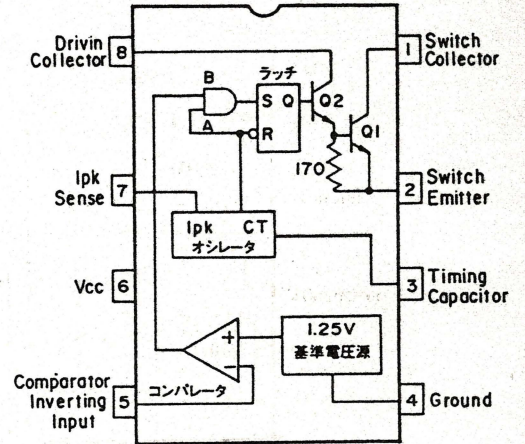 Drivin
Collector
8
1
Switch
Collector
ラッチ
B
A
S Q
R
Q2
Q1
170
Ipk
Sense
7
2
Switch
Emitter
Ipk CT
オシレータ
Vcc
6
3
Timing
Capacitor
+
−
コンパレータ
1.25V
基準電圧源
Comparator
Inverting
Input
5
4
Ground